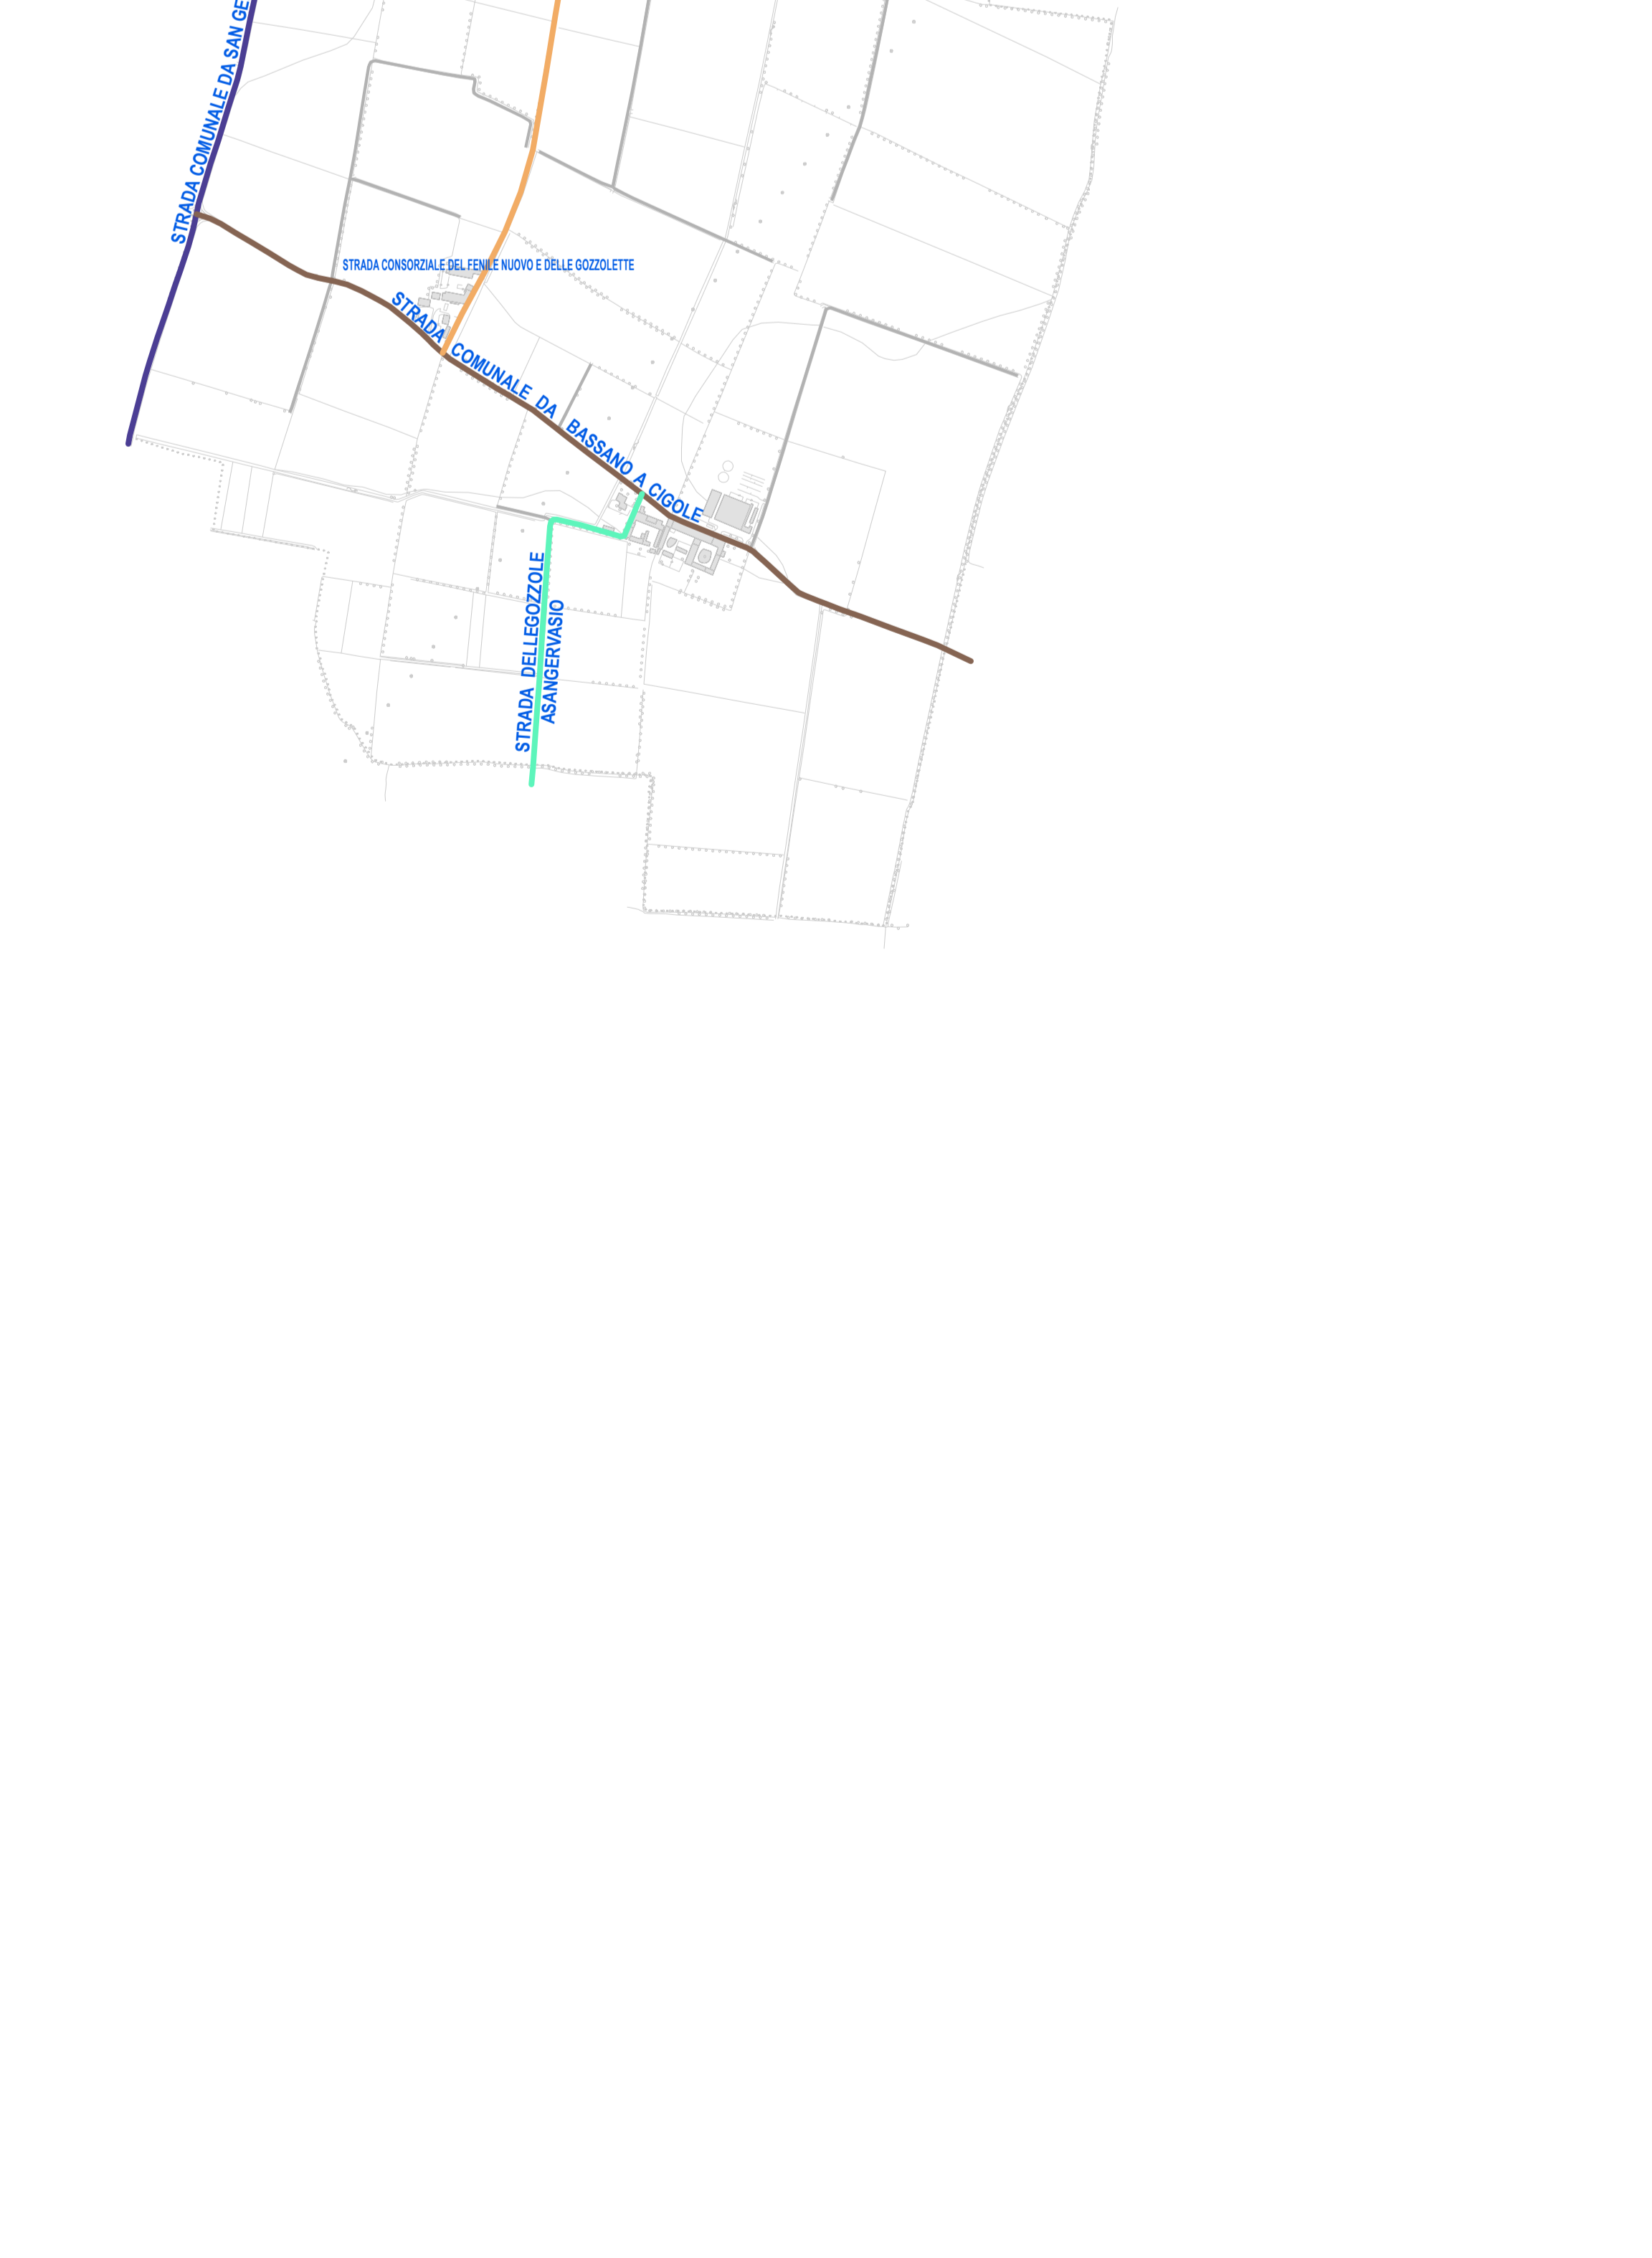 STRADA COMUNALE DA SAN GE
STRADA CONSORZIALE DEL FENILE NUOVO E DELLE GOZZOLETTE
STRADA COMUNALE DA BASSANO A CIGOLE
STRADA DELLEGOZZOLE
ASANGERVASIO